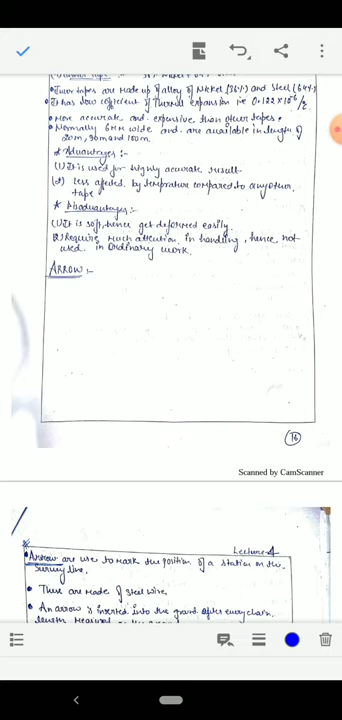 • Invar tapes are made up of alloy of Nickel (36%) and Steel (64%)
• It has low coefficient of Thermal expansion i.e 0.122×10⁻⁶/
• More accurate and expensive than other tapes.
• Normally 6mm wide and are available in length of
20m, 30m and 100m.
* Advantages :-
(1) It is used for highly accurate result.
(2) less affected by temprature compared to any other
tape
* Disadvantages :-
(1) It is soft, hence get deformed easily.
(2) Require much attention in handling, hence not
used in Ordinary work.
ARROW :-
16
Scanned by CamScanner
Lecture-4
• Arrow are use to mark the position of a station on the
Survey line.
• These are made of steel wire.
• An arrow is inserted into the ground after every chain
length